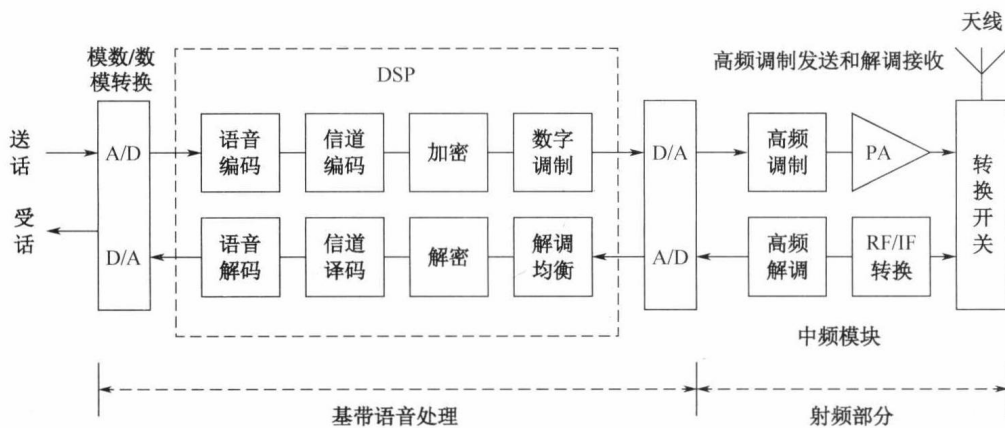 天线
模数/数
模转换
DSP
高频调制发送和解调接收
送
话
A/D
语音
编码
信道
编码
加密
数字
调制
D/A
高频
调制
PA
转
换
开
关
受
话
D/A
语音
解码
信道
译码
解密
解调
均衡
A/D
高频
解调
RF/IF
转换
中频模块
基带语音处理
射频部分